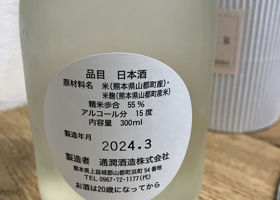 品目 日本酒
原材料名 米(熊本県山都町産)・
米麹(熊本県山都町産米)
精米歩合 55 %
アルコール分 15 度
内容量 300ml
製造年月 2024.3
製造者 通潤酒造株式会社
熊本県上益城郡山都町浜町 54 番地
TEL 0967-72-1177(代)
お酒は20歳になってから